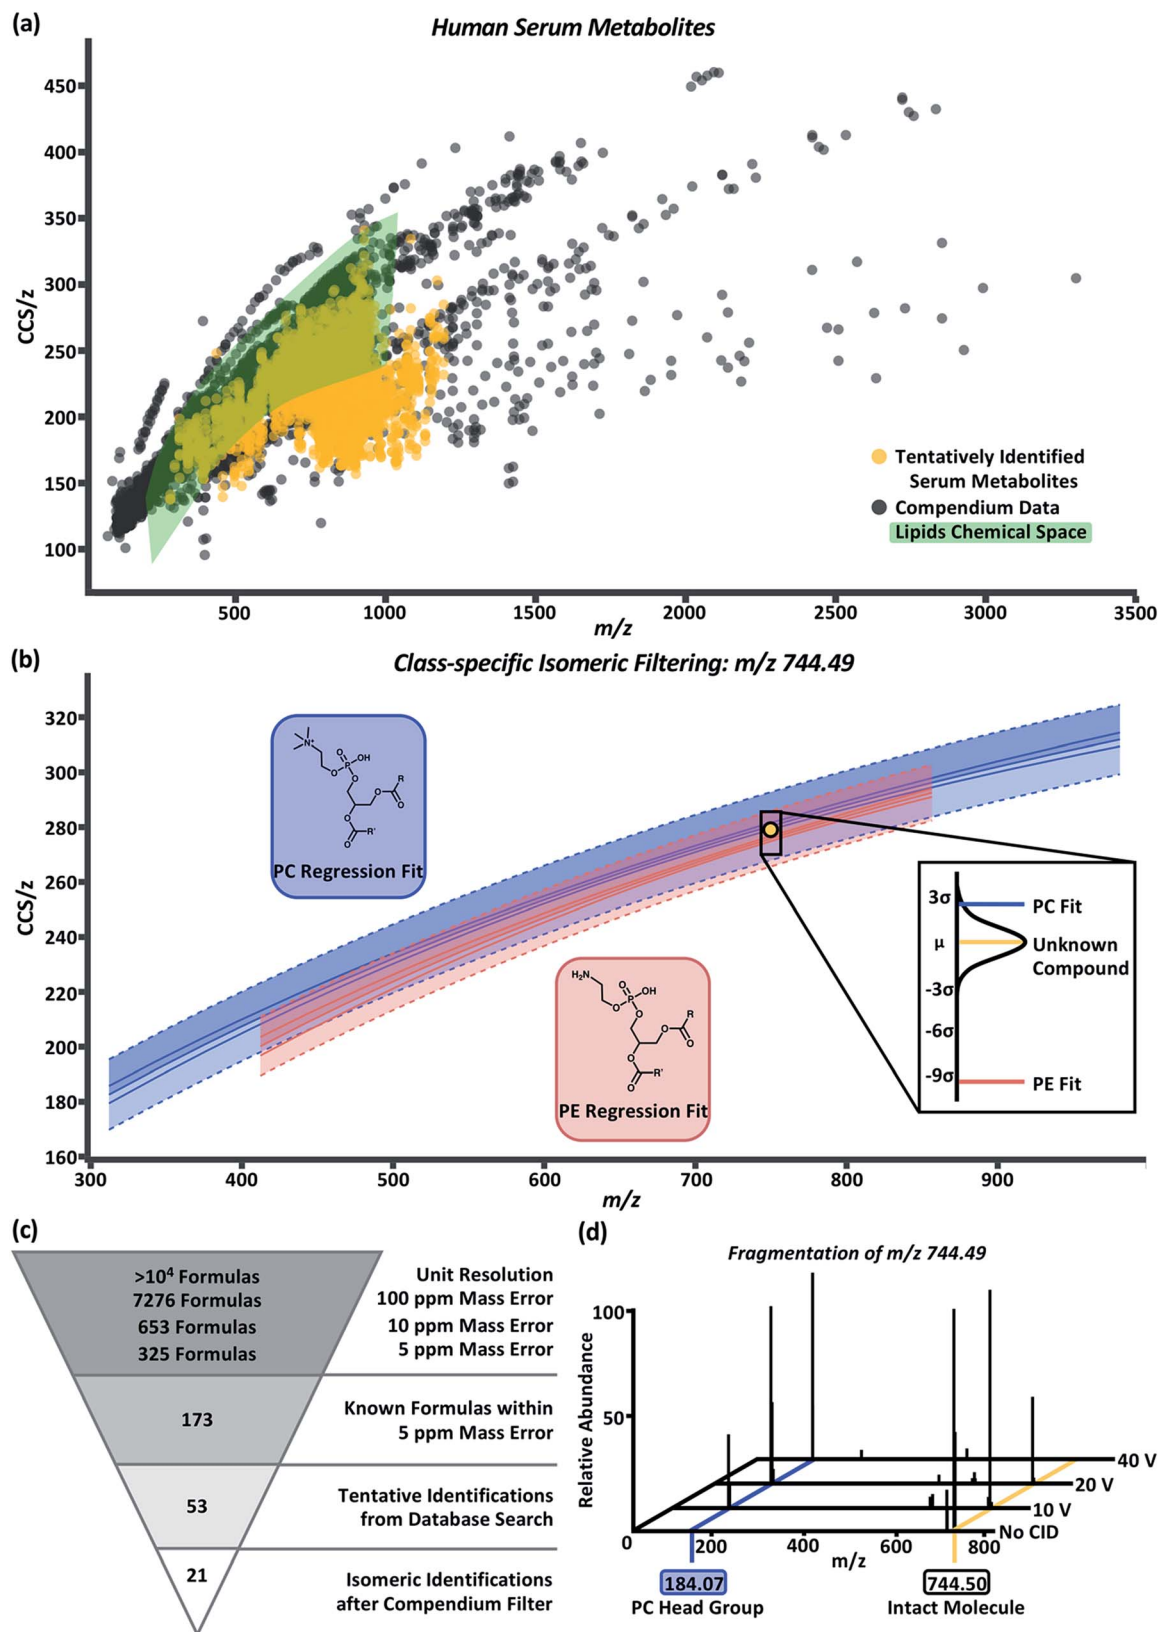 (a)
Human Serum Metabolites
CCS/z
450
400
350
300
250
200
150
100
500
1000
1500
2000
2500
3000
3500
m/z
Tentatively Identified
Serum Metabolites
Compendium Data
Lipids Chemical Space
(b)
Class-specific Isomeric Filtering: m/z 744.49
CCS/z
320
300
280
260
240
220
200
180
160
300
400
500
600
700
800
900
m/z
N+
O
P
OH
O
O
O
R
O
O
R'
O
PC Regression Fit
H2N
O
P
OH
O
O
O
R
O
O
R'
O
PE Regression Fit
3σ
μ
-3σ
-6σ
-9σ
PC Fit
Unknown
Compound
PE Fit
(c)
>10⁴ Formulas
7276 Formulas
653 Formulas
325 Formulas
Unit Resolution
100 ppm Mass Error
10 ppm Mass Error
5 ppm Mass Error
173
Known Formulas within
5 ppm Mass Error
53
Tentative Identifications
from Database Search
21
Isomeric Identifications
after Compendium Filter
(d)
Fragmentation of m/z 744.49
Relative Abundance
100
50
40 V
20 V
10 V
No CID
0
200
400
600
800
m/z
184.07
PC Head Group
744.50
Intact Molecule